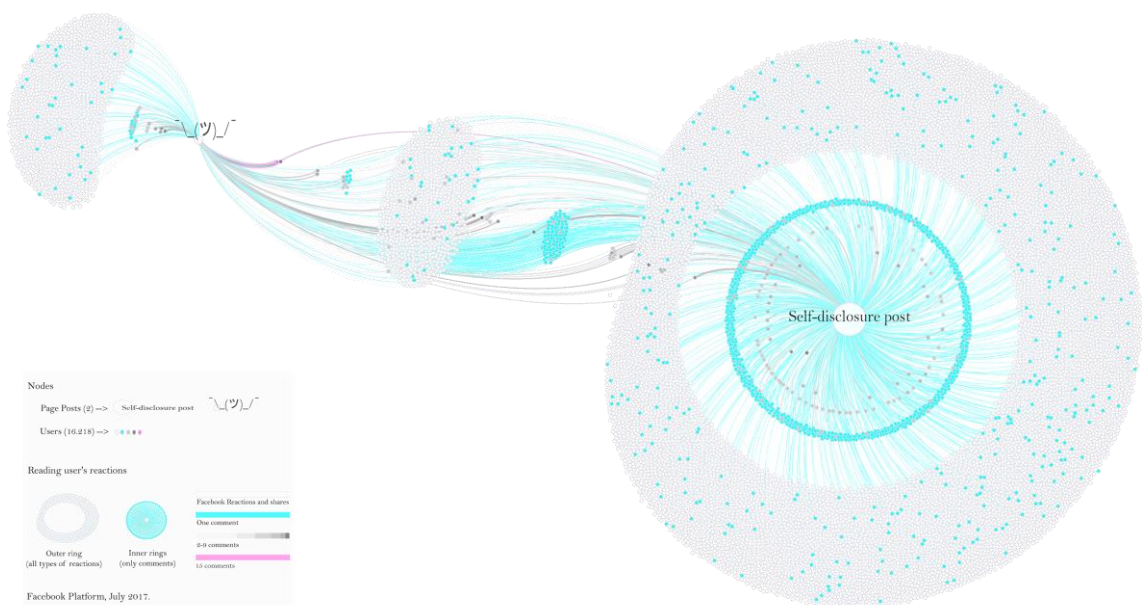 ¯\_(ツ)_/¯
Self-disclosure post
Nodes
Page Posts (2) –> Self-disclosure post ¯\_(ツ)_/¯
Users (16.218) –>
Reading user's reactions
Facebook Reactions and shares
One comment
2-9 comments
15 comments
Outer ring
(all types of reactions)
Inner rings
(only comments)
Facebook Platform, July 2017.